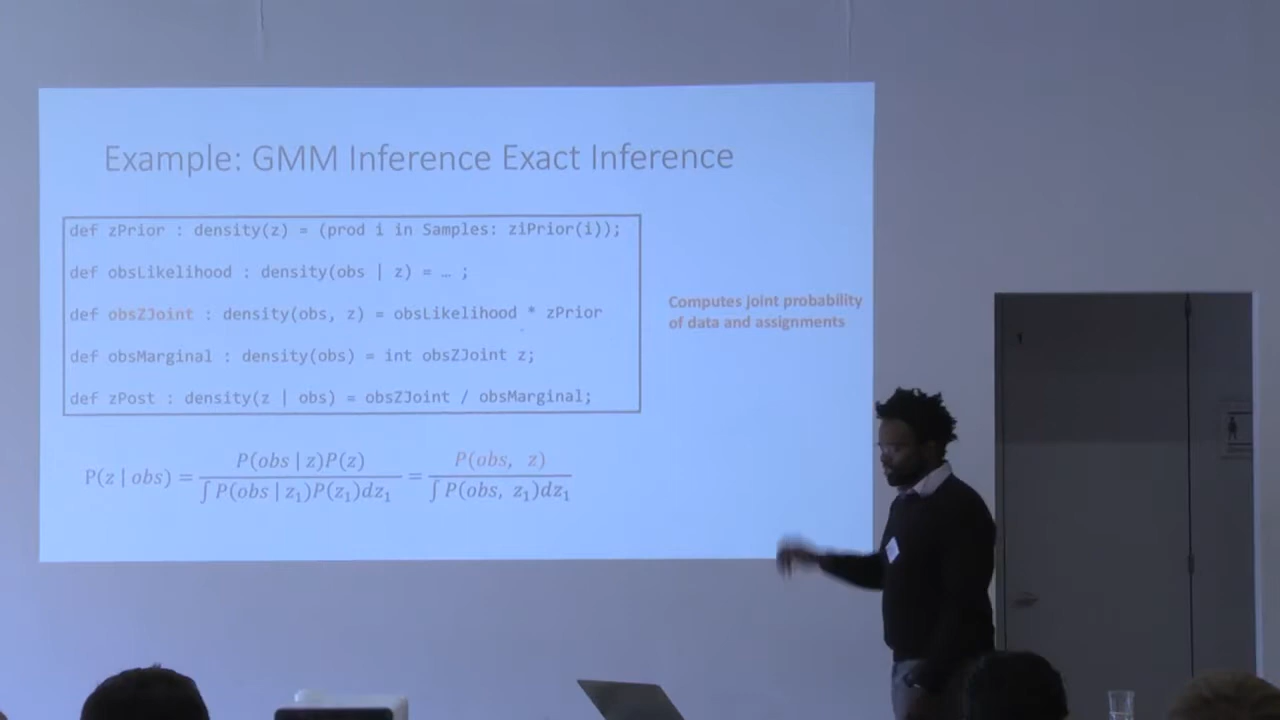 Example: GMM Inference Exact Inference
def zPrior : density(z) = (prod i in Samples: ziPrior(i));
def obsLikelihood : density(obs | z) = … ;
def obsZJoint : density(obs, z) = obsLikelihood * zPrior
def obsMarginal : density(obs) = int obsZJoint z;
def zPost : density(z | obs) = obsZJoint / obsMarginal;
Computes joint probability
of data and assignments
P(z | obs) = P(obs | z)P(z) / ∫ P(obs | z₁)P(z₁)dz₁ = P(obs, z) / ∫ P(obs, z₁)dz₁